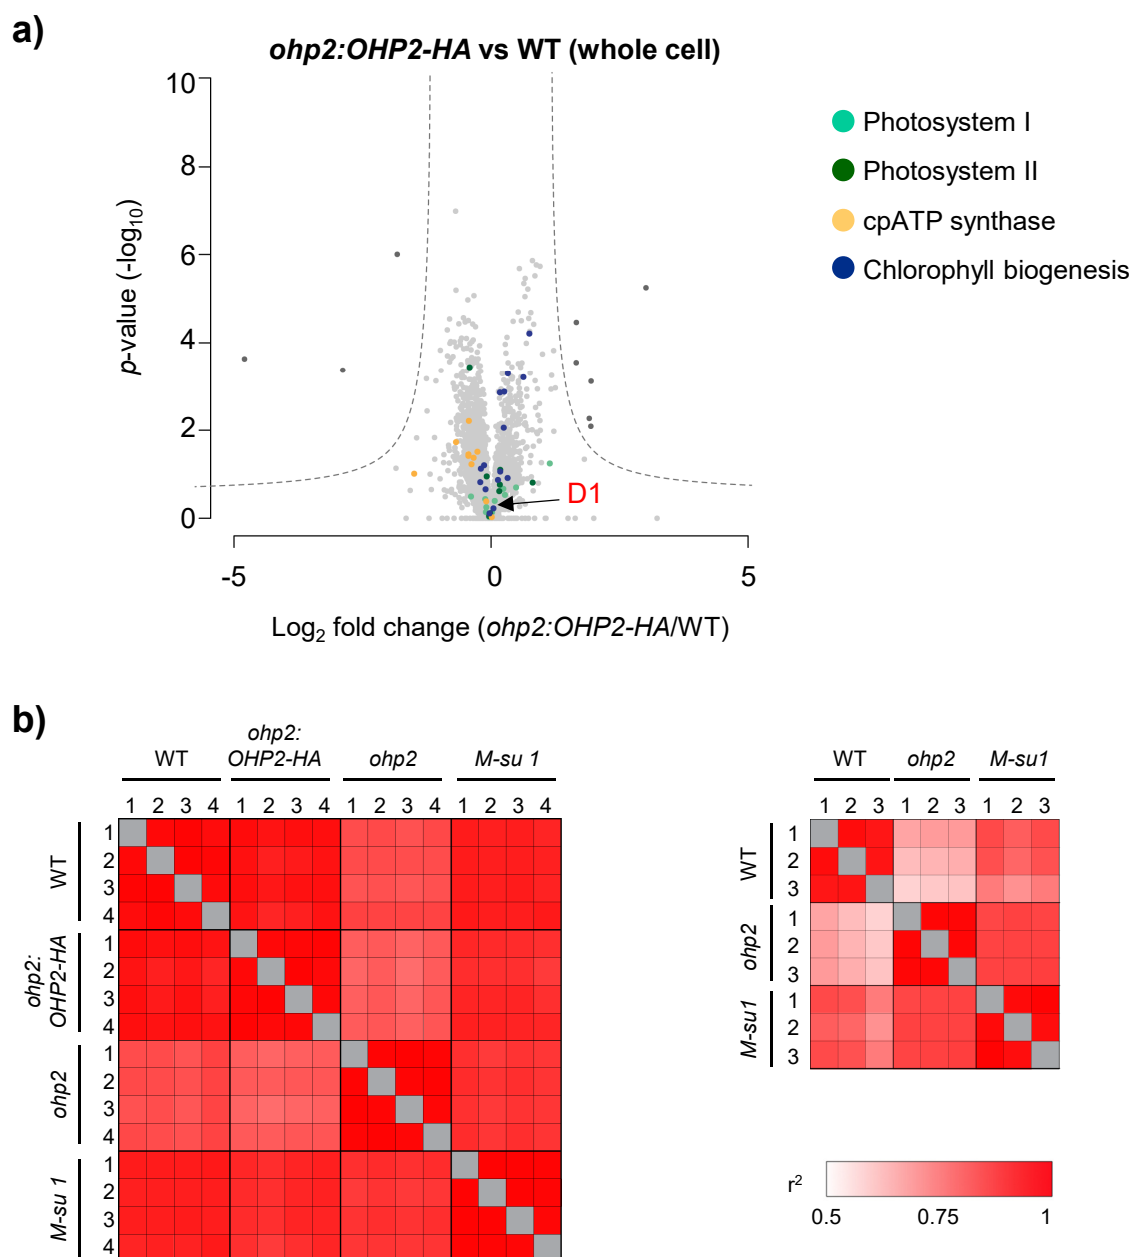 a)
ohp2:OHP2-HA vs WT (whole cell)
10
8
6
4
2
0
p-value (-log10)
-5 0 5
Log2 fold change (ohp2:OHP2-HA/WT)
D1
Photosystem I
Photosystem II
cpATP synthase
Chlorophyll biogenesis
b)
WT ohp2: OHP2-HA ohp2 M-su 1
1 2 3 4 1 2 3 4 1 2 3 4 1 2 3 4
WT
1
2
3
4
ohp2:
OHP2-HA
1
2
3
4
ohp2
1
2
3
4
M-su 1
1
2
3
4
WT ohp2 M-su1
1 2 3 1 2 3 1 2 3
WT
1
2
3
ohp2
1
2
3
M-su1
1
2
3
r2
0.5 0.75 1